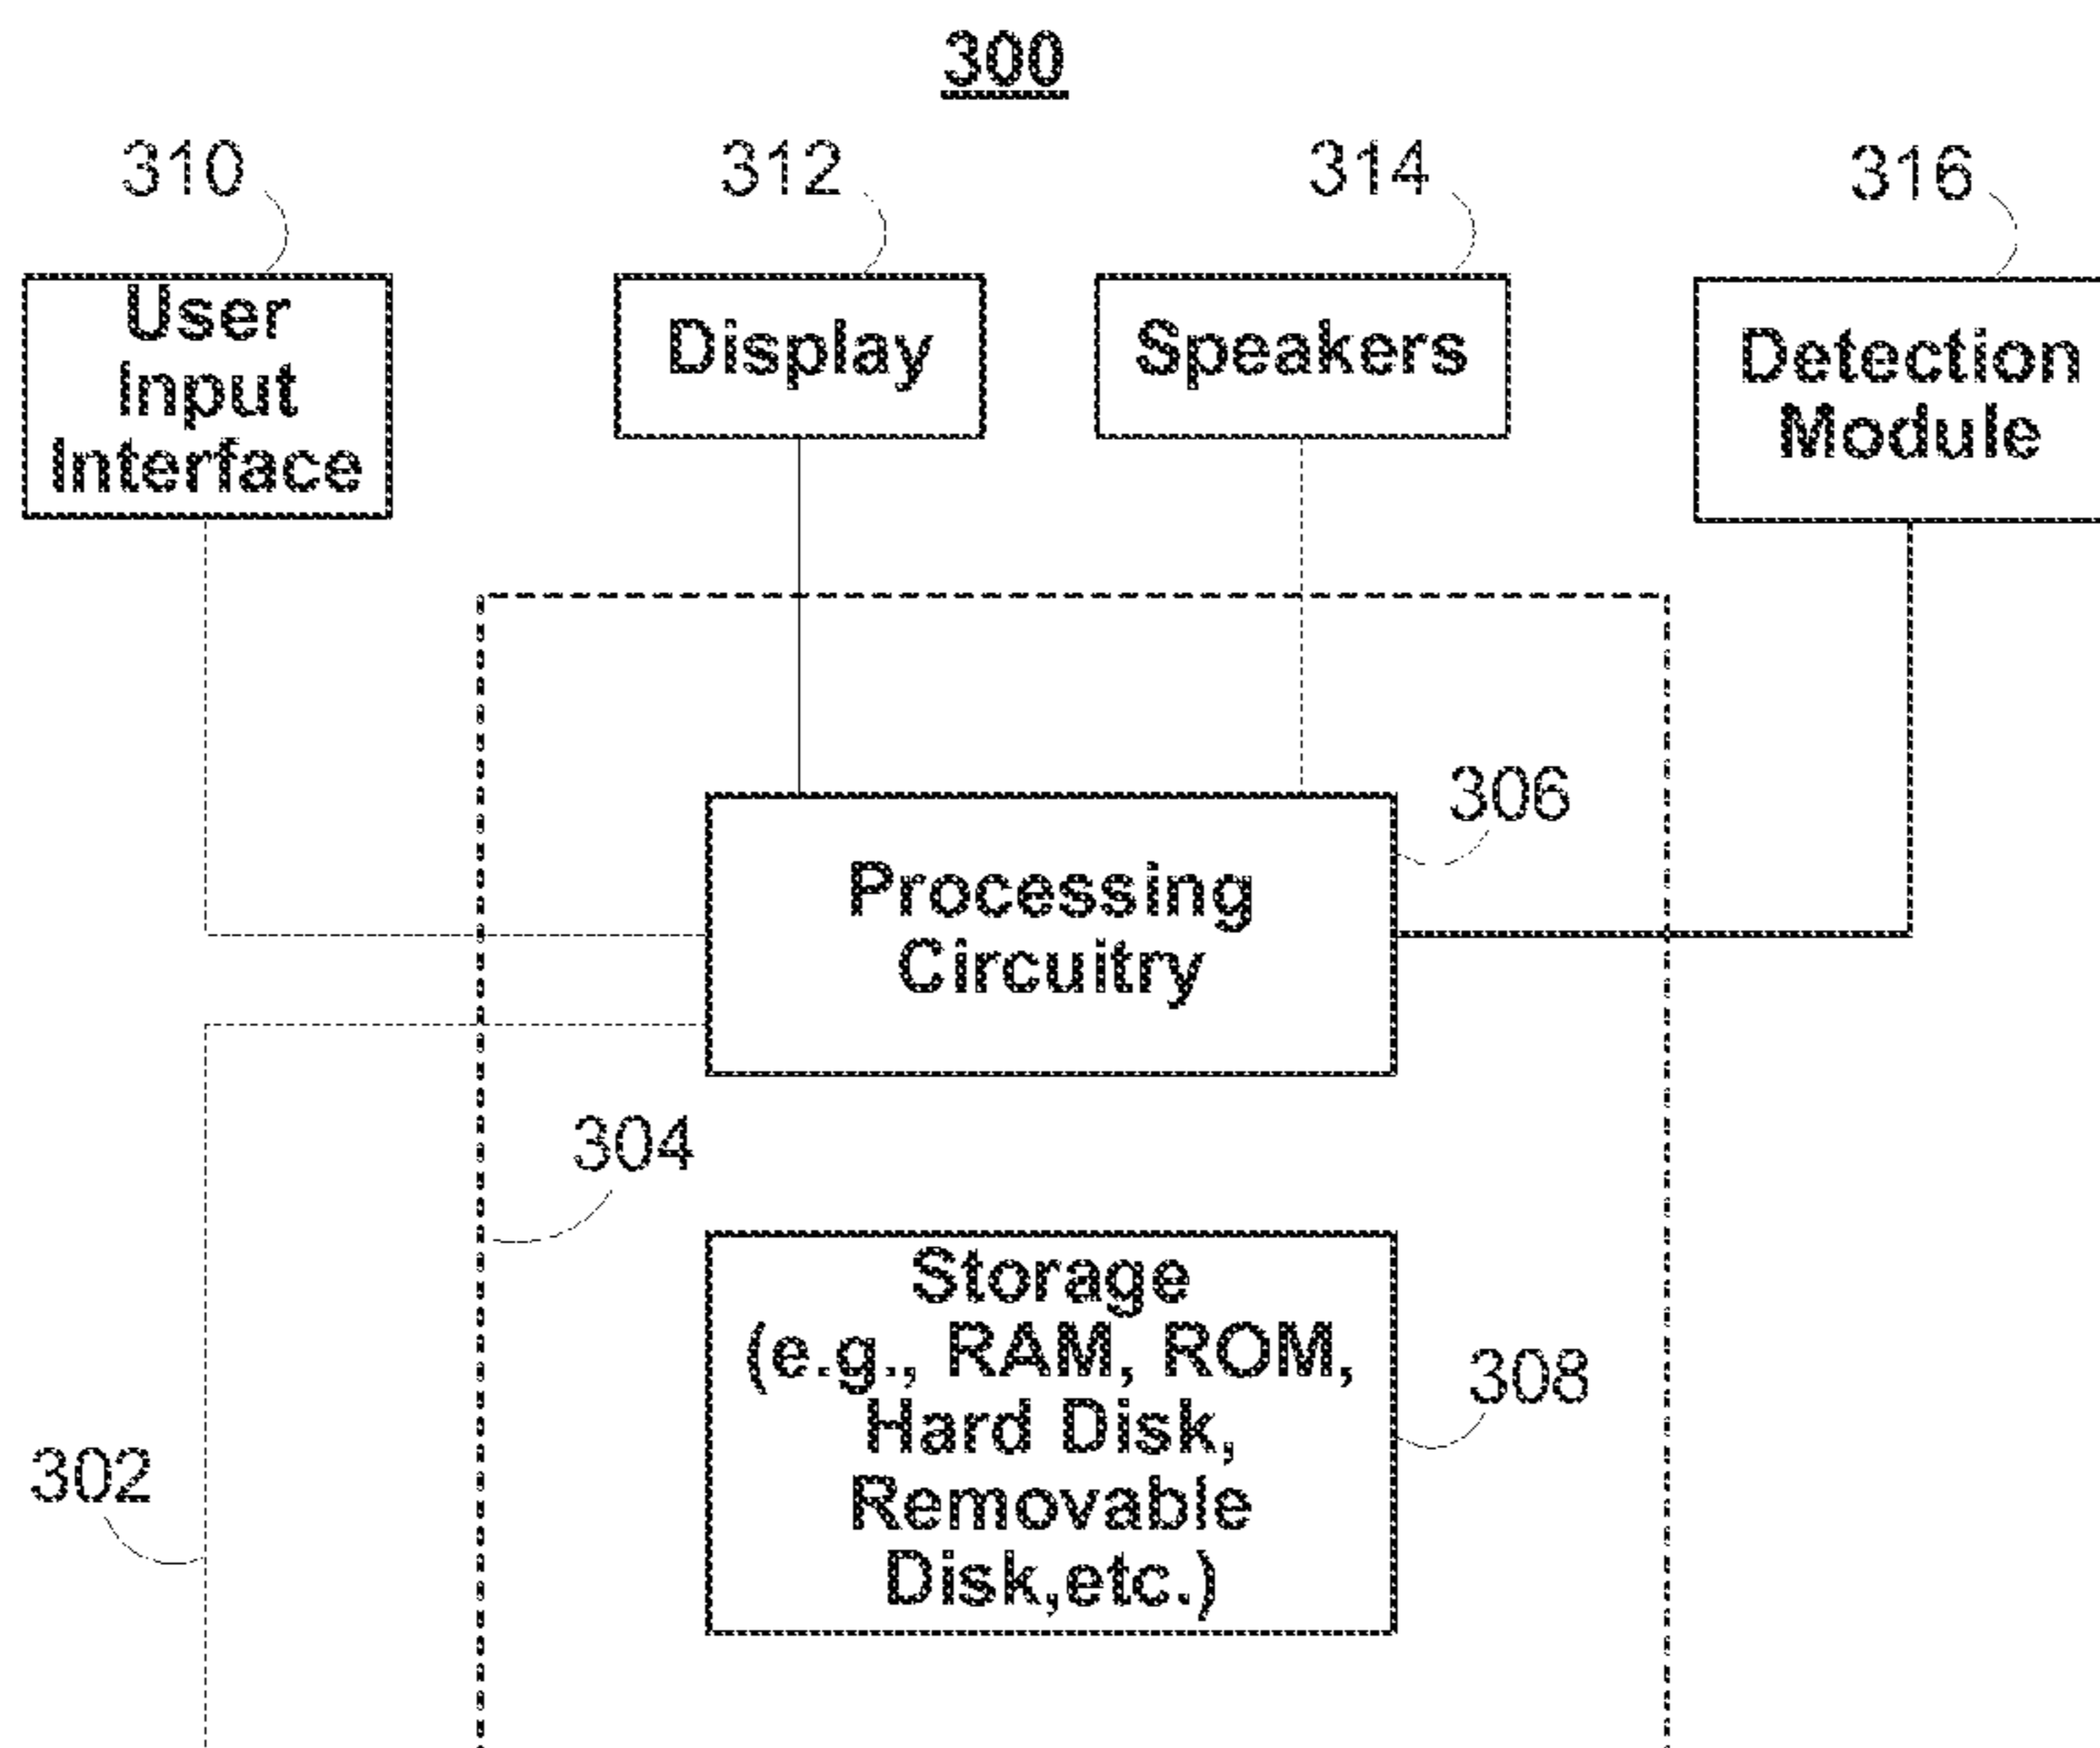 300
310
312
314
316
User
Input
Interface
Display
Speakers
Detection
Module
306
Processing
Circuitry
304
Storage
(e.g., RAM, ROM,
Hard Disk,
Removable
Disk,etc.)
308
302